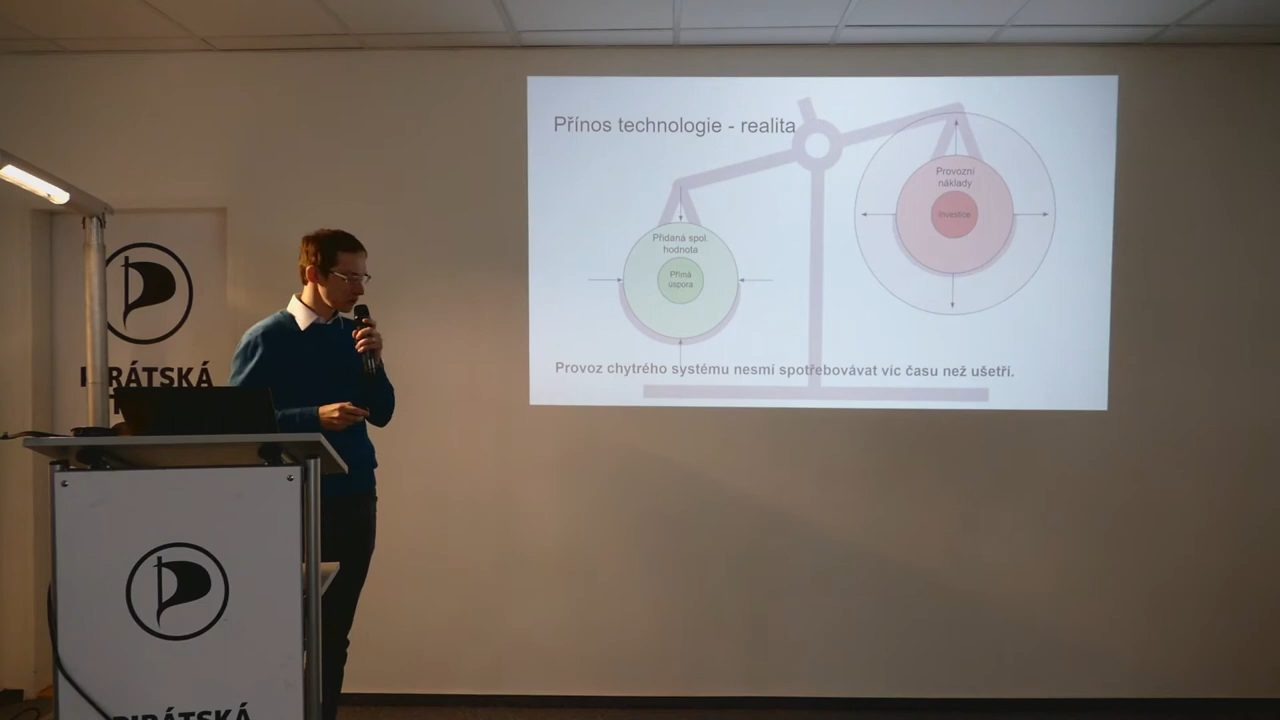 Přínos technologie - realita
Provozní
náklady
Investice
Přidaná spol.
hodnota
Přímá
úspora
Provoz chytrého systému nesmí spotřebovávat víc času než ušetří.
PIRÁTSKÁ
PIRÁTSKÁ